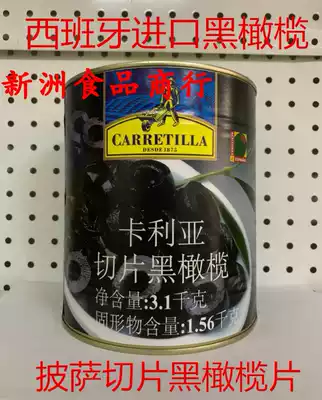 西班牙进口黑橄榄
新洲食品商行
CARRETILLA
DESDE 1875
卡利亚
切片黑橄榄
净含量:3.1千克
固形物含量:1.56千克
披萨切片黑橄榄片